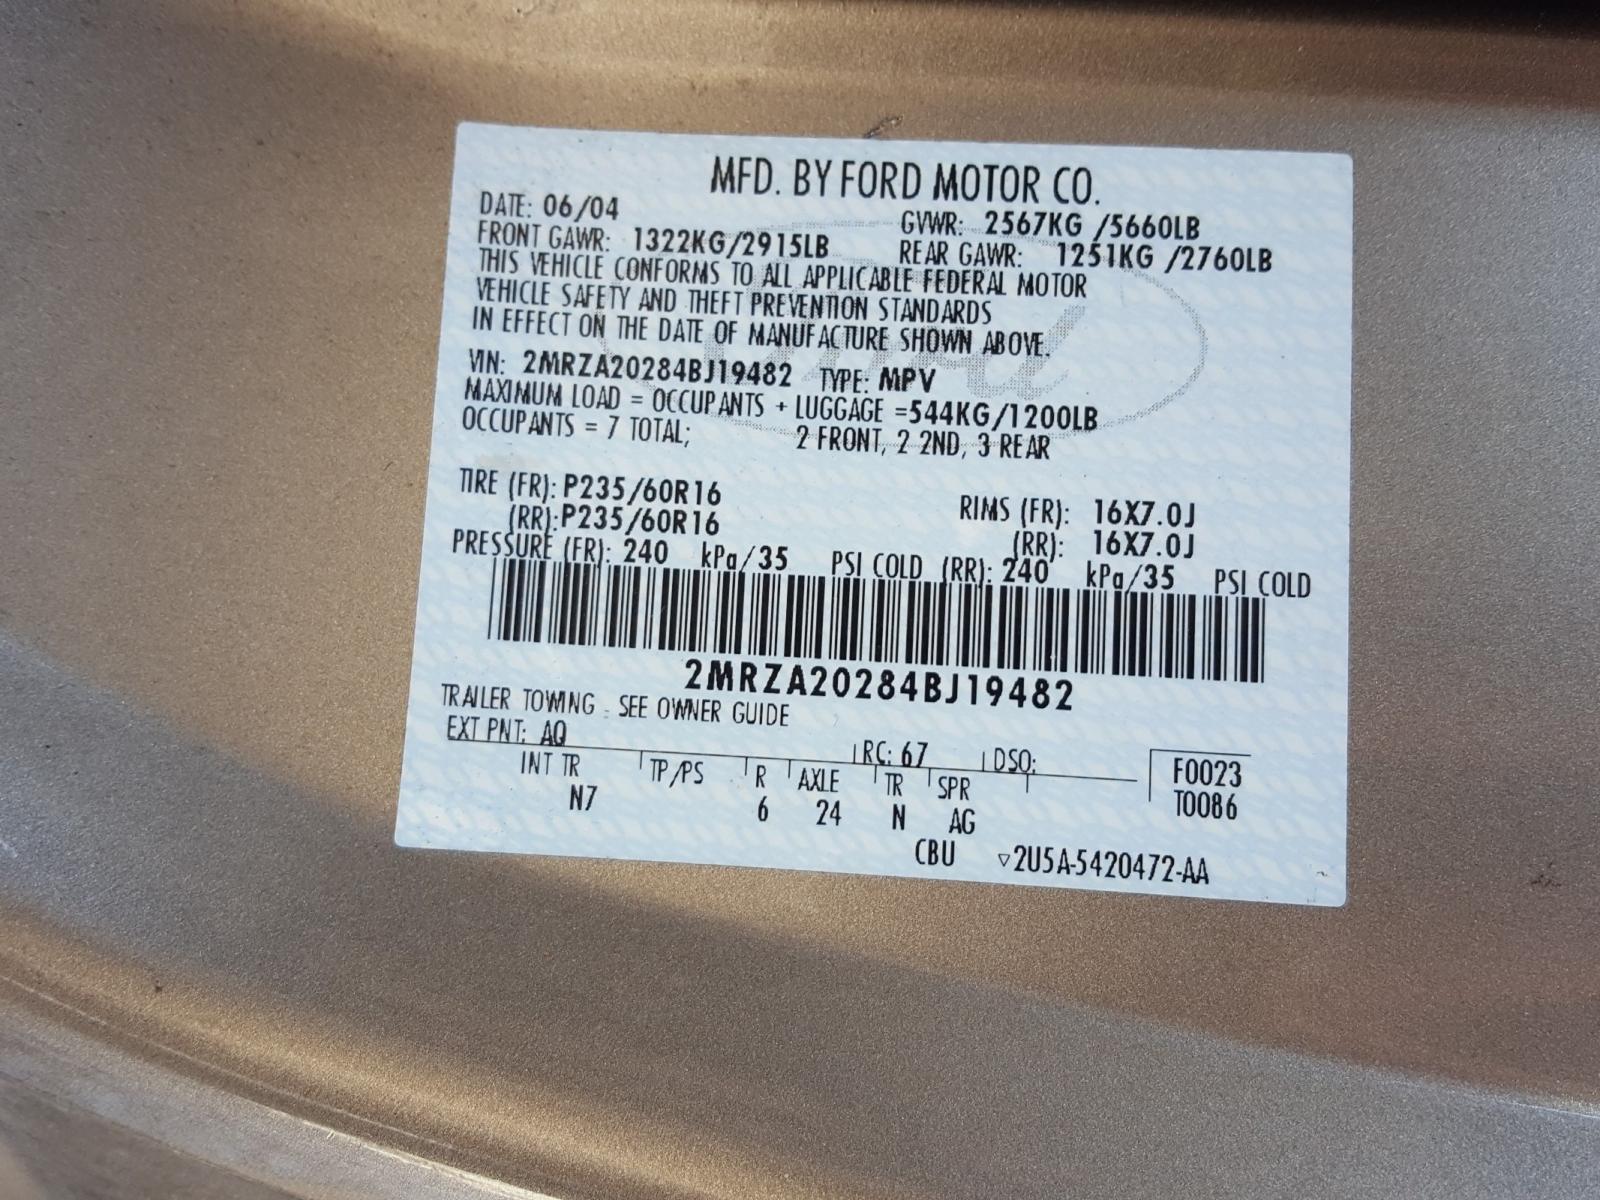 MFD. BY FORD MOTOR CO.
DATE: 06/04 GVWR: 2567KG /5660LB
FRONT GAWR: 1322KG/2915LB REAR GAWR: 1251KG /2760LB
THIS VEHICLE CONFORMS TO ALL APPLICABLE FEDERAL MOTOR
VEHICLE SAFETY AND THEFT PREVENTION STANDARDS
IN EFFECT ON THE DATE OF MANUFACTURE SHOWN ABOVE.
VIN: 2MRZA20284BJ19482 TYPE: MPV
MAXIMUM LOAD = OCCUPANTS + LUGGAGE =544KG/1200LB
OCCUPANTS = 7 TOTAL; 2 FRONT, 2 2ND, 3 REAR
TIRE (FR): P235/60R16 RIMS (FR): 16X7.0J
(RR): P235/60R16 (RR): 16X7.0J
PRESSURE (FR): 240 kPa/35 PSI COLD (RR): 240 kPa/35 PSI COLD
2MRZA20284BJ19482
TRAILER TOWING - SEE OWNER GUIDE
EXT PNT: AQ RC: 67 DSO: F0023
INT TR TP/PS R AXLE TR SPR T0086
N7 6 24 N AG
CBU ▽2U5A-5420472-AA